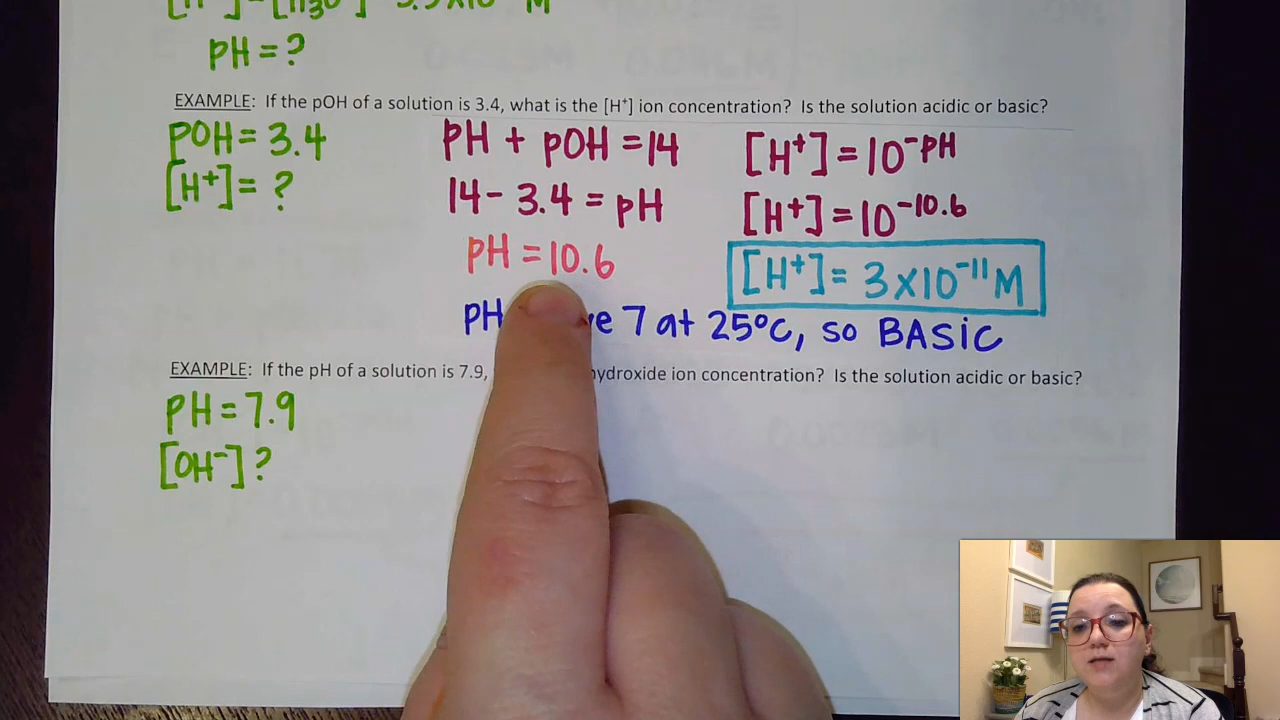 pH = ?
EXAMPLE: If the pOH of a solution is 3.4, what is the [H⁺] ion concentration? Is the solution acidic or basic?
pOH = 3.4
[H⁺] = ?
pH + pOH = 14
14 - 3.4 = pH
pH = 10.6
[H⁺] = 10⁻ᵖᴴ
[H⁺] = 10⁻¹⁰·⁶
[H⁺] = 3 x 10⁻¹¹ M
pH 7 at 25°C, so BASIC
EXAMPLE: If the pH of a solution is 7.9, hydroxide ion concentration? Is the solution acidic or basic?
pH = 7.9
[OH⁻] ?